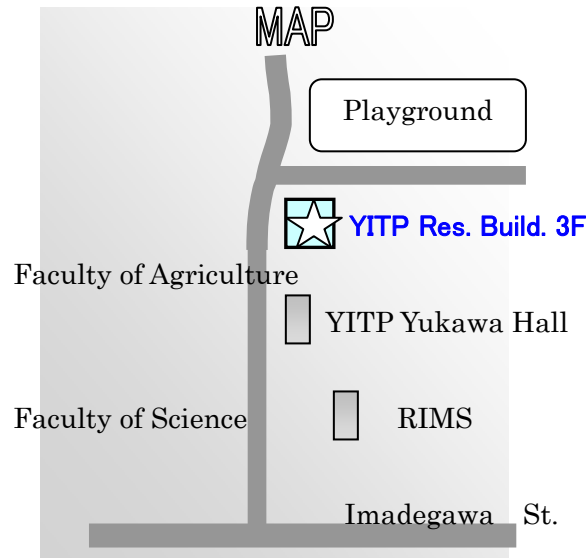 MAP
Playground
YITP Res. Build. 3F
Faculty of Agriculture
YITP Yukawa Hall
Faculty of Science
RIMS
Imadegawa St.